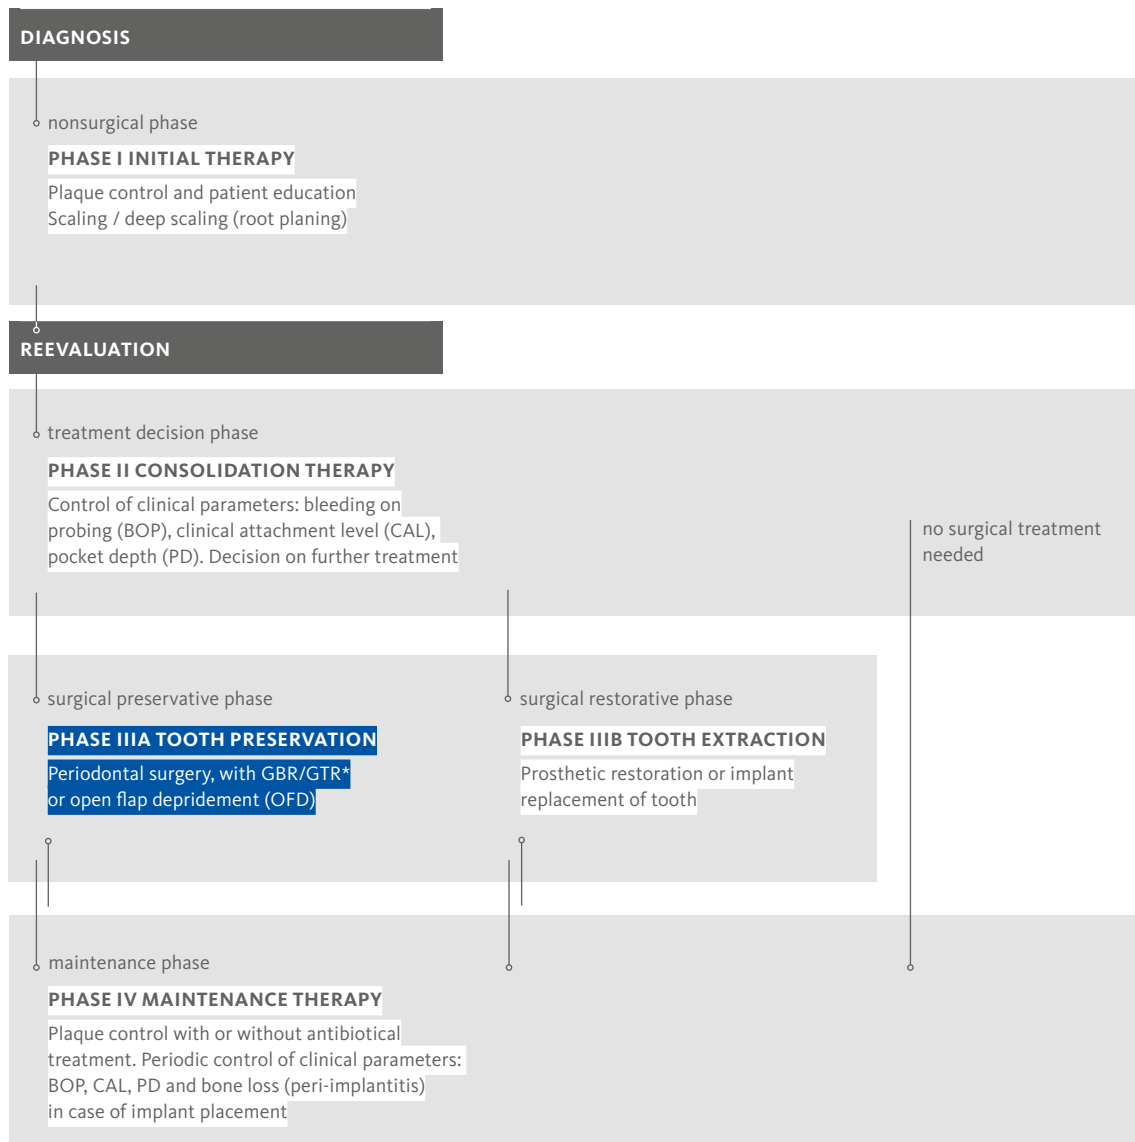 DIAGNOSIS
nonsurgical phase
PHASE I INITIAL THERAPY
Plaque control and patient education
Scaling / deep scaling (root planing)
REEVALUATION
treatment decision phase
PHASE II CONSOLIDATION THERAPY
Control of clinical parameters: bleeding on
probing (BOP), clinical attachment level (CAL),
pocket depth (PD). Decision on further treatment
no surgical treatment
needed
surgical preservative phase
PHASE IIIA TOOTH PRESERVATION
Periodontal surgery, with GBR/GTR*
or open flap depridement (OFD)
surgical restorative phase
PHASE IIIB TOOTH EXTRACTION
Prosthetic restoration or implant
replacement of tooth
maintenance phase
PHASE IV MAINTENANCE THERAPY
Plaque control with or without antibiotical
treatment. Periodic control of clinical parameters:
BOP, CAL, PD and bone loss (peri-implantitis)
in case of implant placement